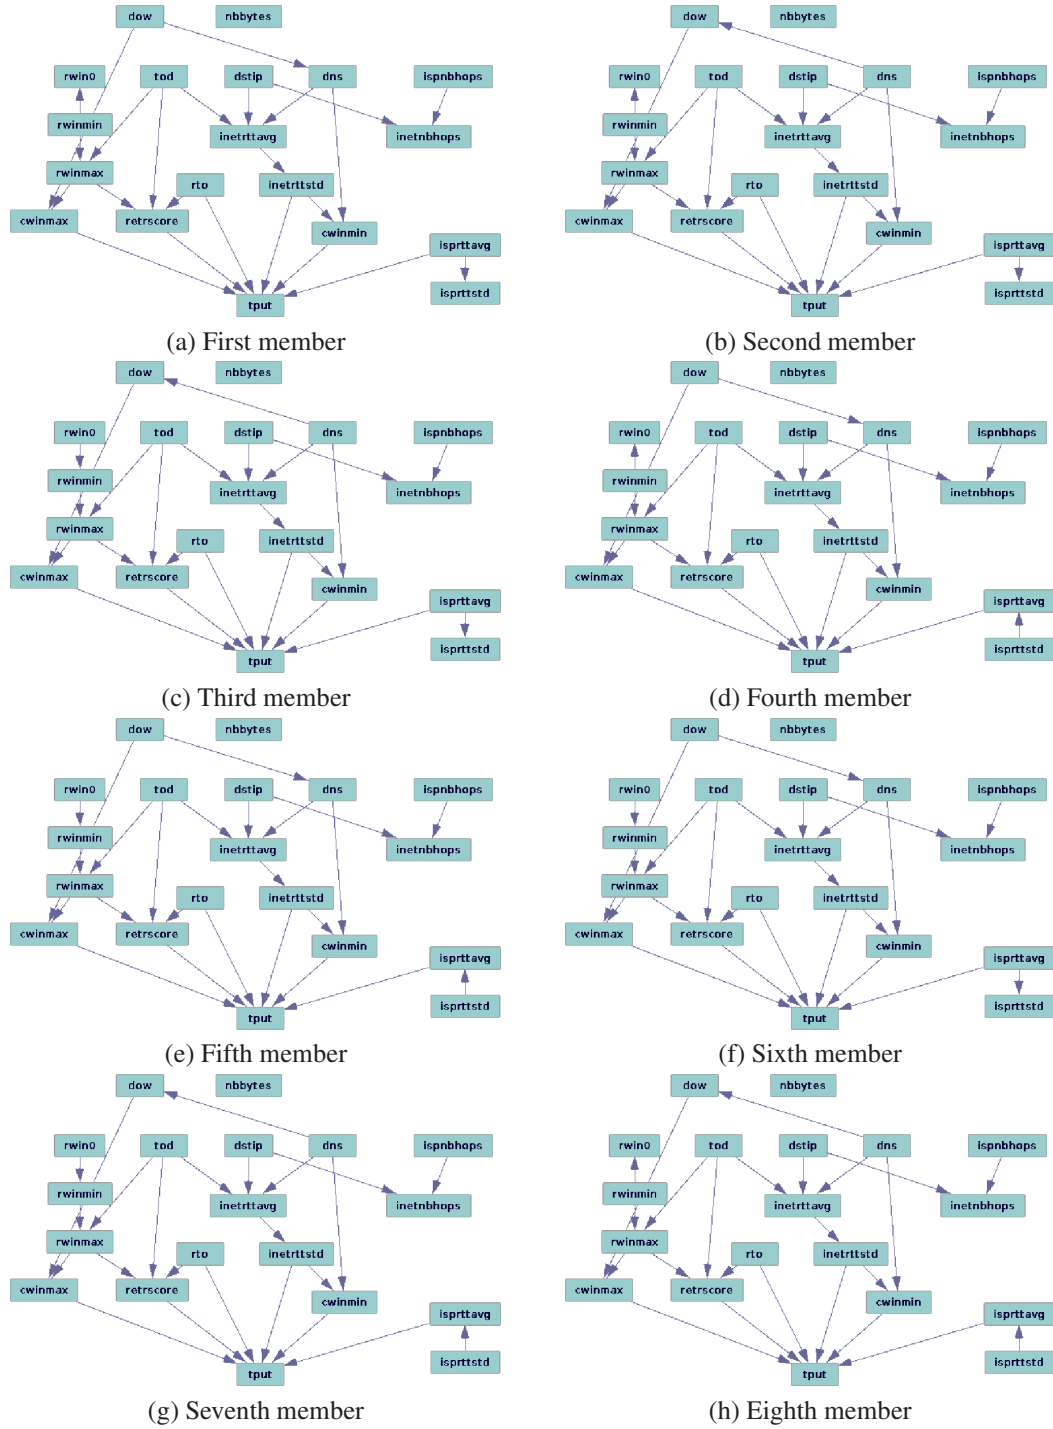 dow nbbytes
rwin0 tod dstip dns ispnbhops
rwinmin inetrttavg inetnbhops
rwinmax rto inetrttstd
cwinmax retrscore cwinmin isprttavg
isprttstd
tput
(a) First member
dow nbbytes
rwin0 tod dstip dns ispnbhops
rwinmin inetrttavg inetnbhops
rwinmax rto inetrttstd
cwinmax retrscore cwinmin isprttavg
isprttstd
tput
(b) Second member
dow nbbytes
rwin0 tod dstip dns ispnbhops
rwinmin inetrttavg inetnbhops
rwinmax rto inetrttstd
cwinmax retrscore cwinmin isprttavg
isprttstd
tput
(c) Third member
dow nbbytes
rwin0 tod dstip dns ispnbhops
rwinmin inetrttavg inetnbhops
rwinmax rto inetrttstd
cwinmax retrscore cwinmin isprttavg
isprttstd
tput
(d) Fourth member
dow nbbytes
rwin0 tod dstip dns ispnbhops
rwinmin inetrttavg inetnbhops
rwinmax rto inetrttstd
cwinmax retrscore cwinmin isprttavg
isprttstd
tput
(e) Fifth member
dow nbbytes
rwin0 tod dstip dns ispnbhops
rwinmin inetrttavg inetnbhops
rwinmax rto inetrttstd
cwinmax retrscore cwinmin isprttavg
isprttstd
tput
(f) Sixth member
dow nbbytes
rwin0 tod dstip dns ispnbhops
rwinmin inetrttavg inetnbhops
rwinmax rto inetrttstd
cwinmax retrscore cwinmin isprttavg
isprttstd
tput
(g) Seventh member
dow nbbytes
rwin0 tod dstip dns ispnbhops
rwinmin inetrttavg inetnbhops
rwinmax rto inetrttstd
cwinmax retrscore cwinmin isprttavg
isprttstd
tput
(h) Eighth member